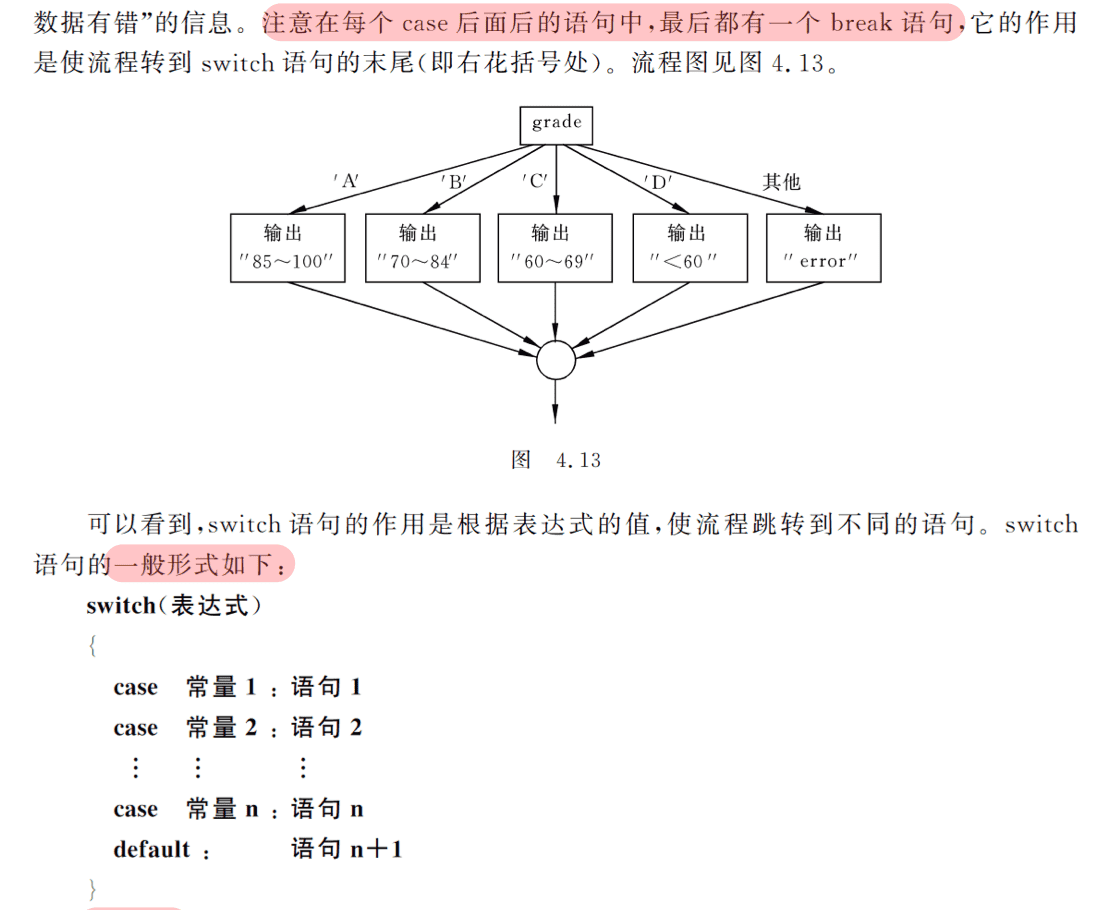 数据有错”的信息。注意在每个 case 后面后的语句中,最后都有一个 break 语句,它的作用
是使流程转到 switch 语句的末尾(即右花括号处)。流程图见图 4.13。
grade
'A'
'B'
'C'
'D'
其他
输出
"85～100"
输出
"70～84"
输出
"60～69"
输出
"＜60"
输出
"error"
图 4.13
可以看到,switch 语句的作用是根据表达式的值,使流程跳转到不同的语句。switch
语句的一般形式如下:
switch(表达式)
{
case 常量 1 : 语句 1
case 常量 2 : 语句 2
⋮ ⋮ ⋮
case 常量 n : 语句 n
default : 语句 n+1
}